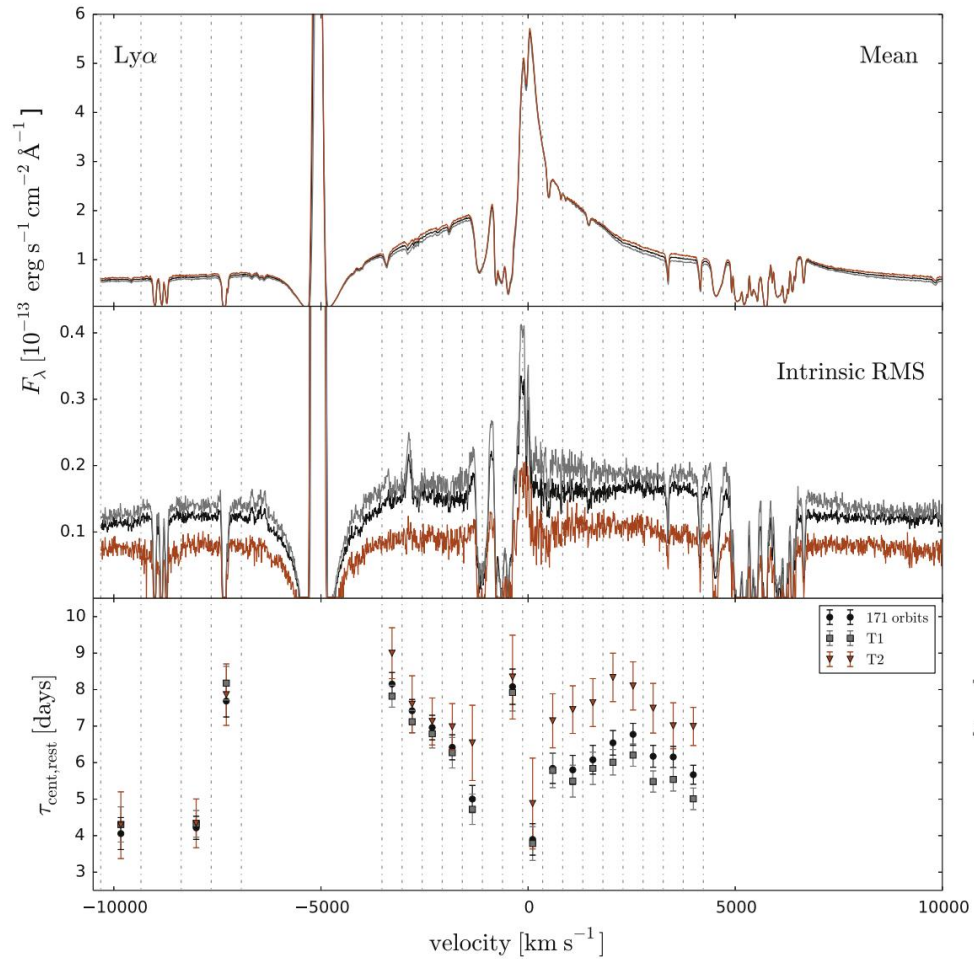 Lyα
Mean
6
5
4
3
2
1
F_λ [10⁻¹³ erg s⁻¹ cm⁻² Å⁻¹]
Intrinsic RMS
0.4
0.3
0.2
0.1
171 orbits
T1
T2
10
9
8
7
6
5
4
3
τ_cent,rest [days]
−10000 −5000 0 5000 10000
velocity [km s⁻¹]